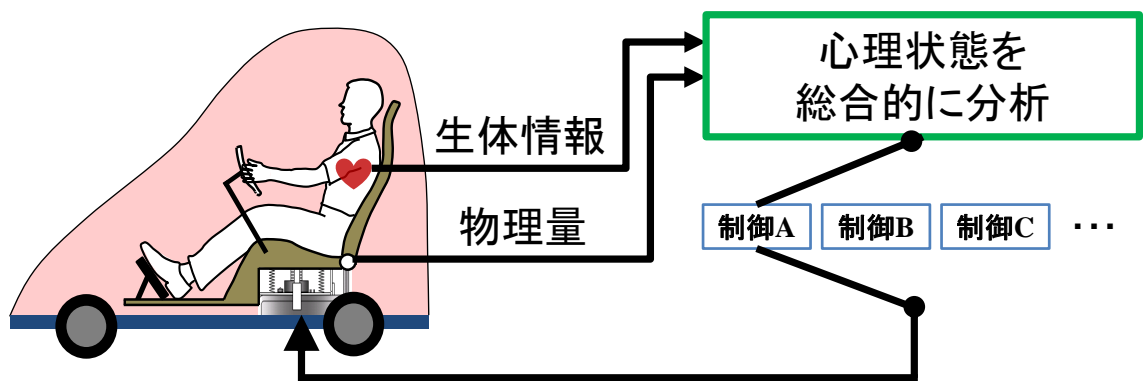 心理状態を
総合的に分析
生体情報
物理量
制御A 制御B 制御C ･･･